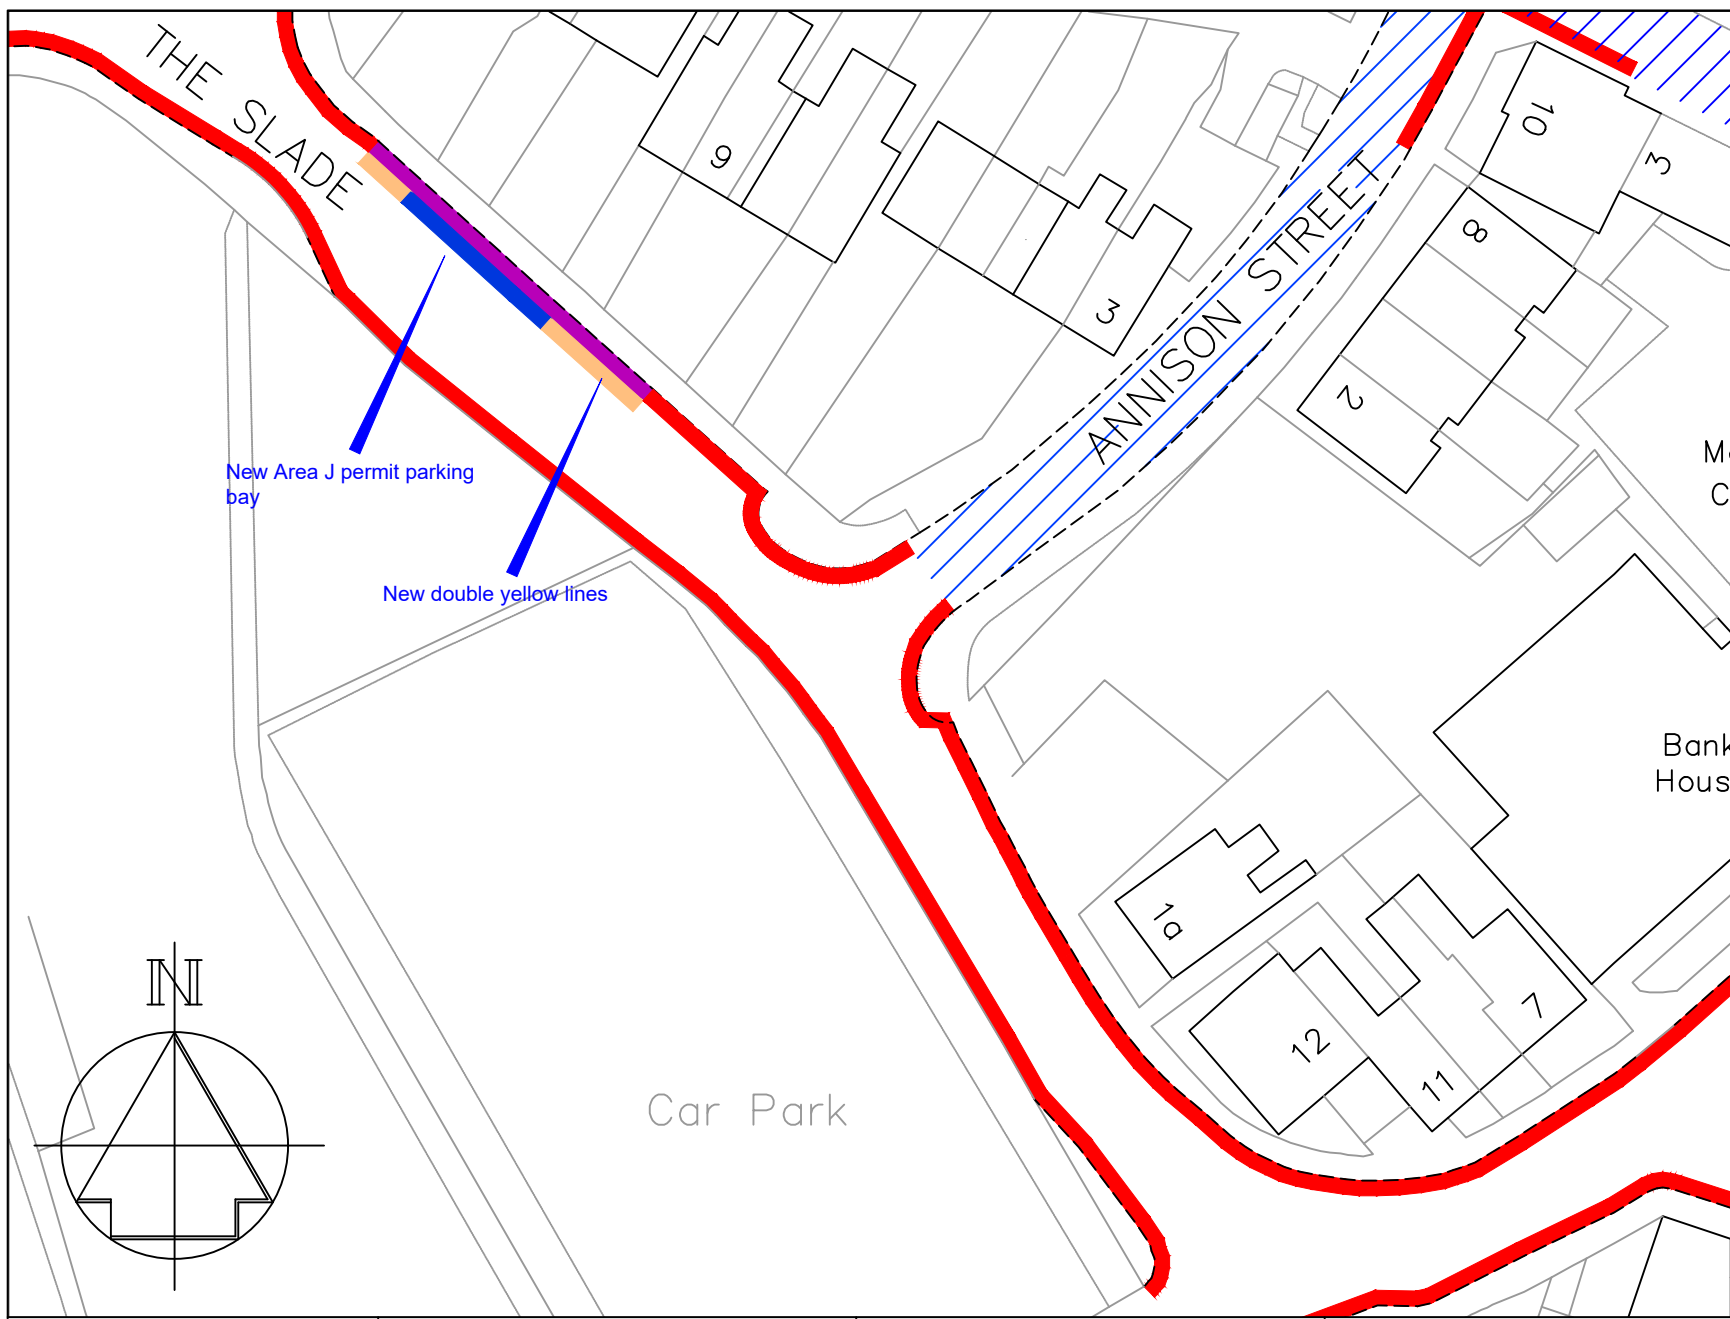 THE SLADE
9
3
ANNISON STREET
10
3
8
2
New Area J permit parking
bay
New double yellow lines
Bank
Hous
1a
12
11
7
Car Park
N